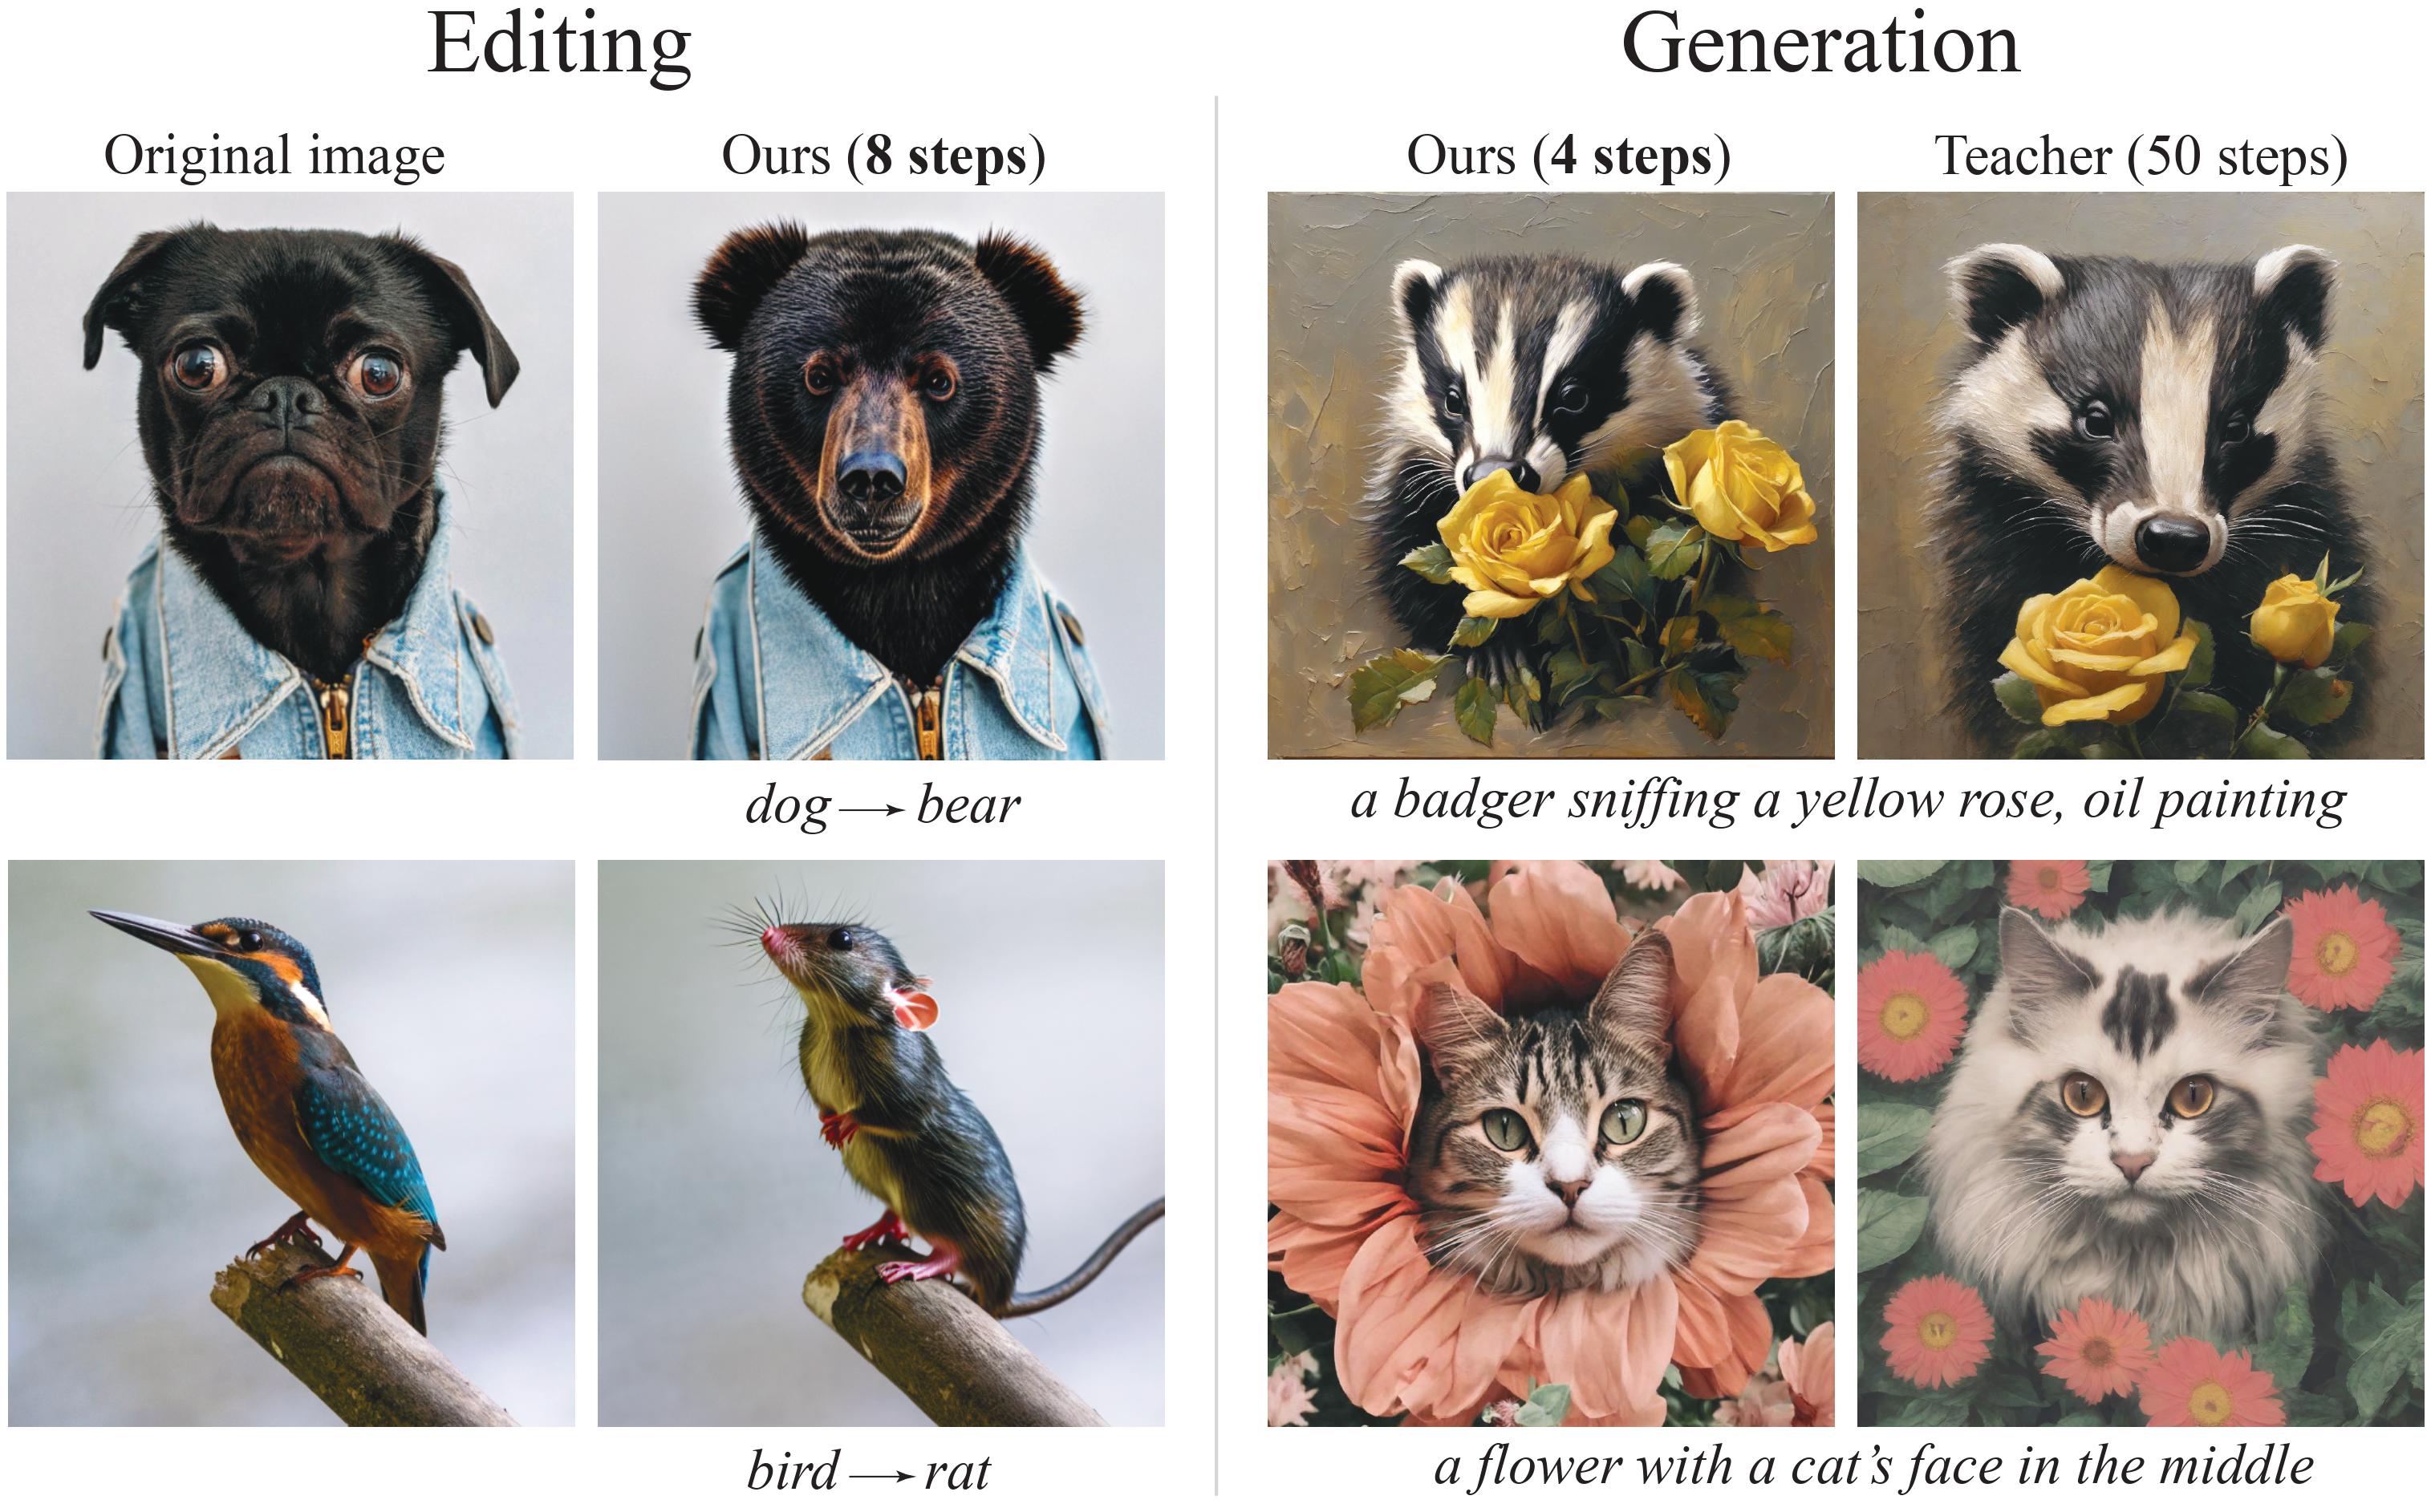 Editing
Generation
Original image
Ours (8 steps)
Ours (4 steps)
Teacher (50 steps)
dog → bear
a badger sniffing a yellow rose, oil painting
bird → rat
a flower with a cat’s face in the middle